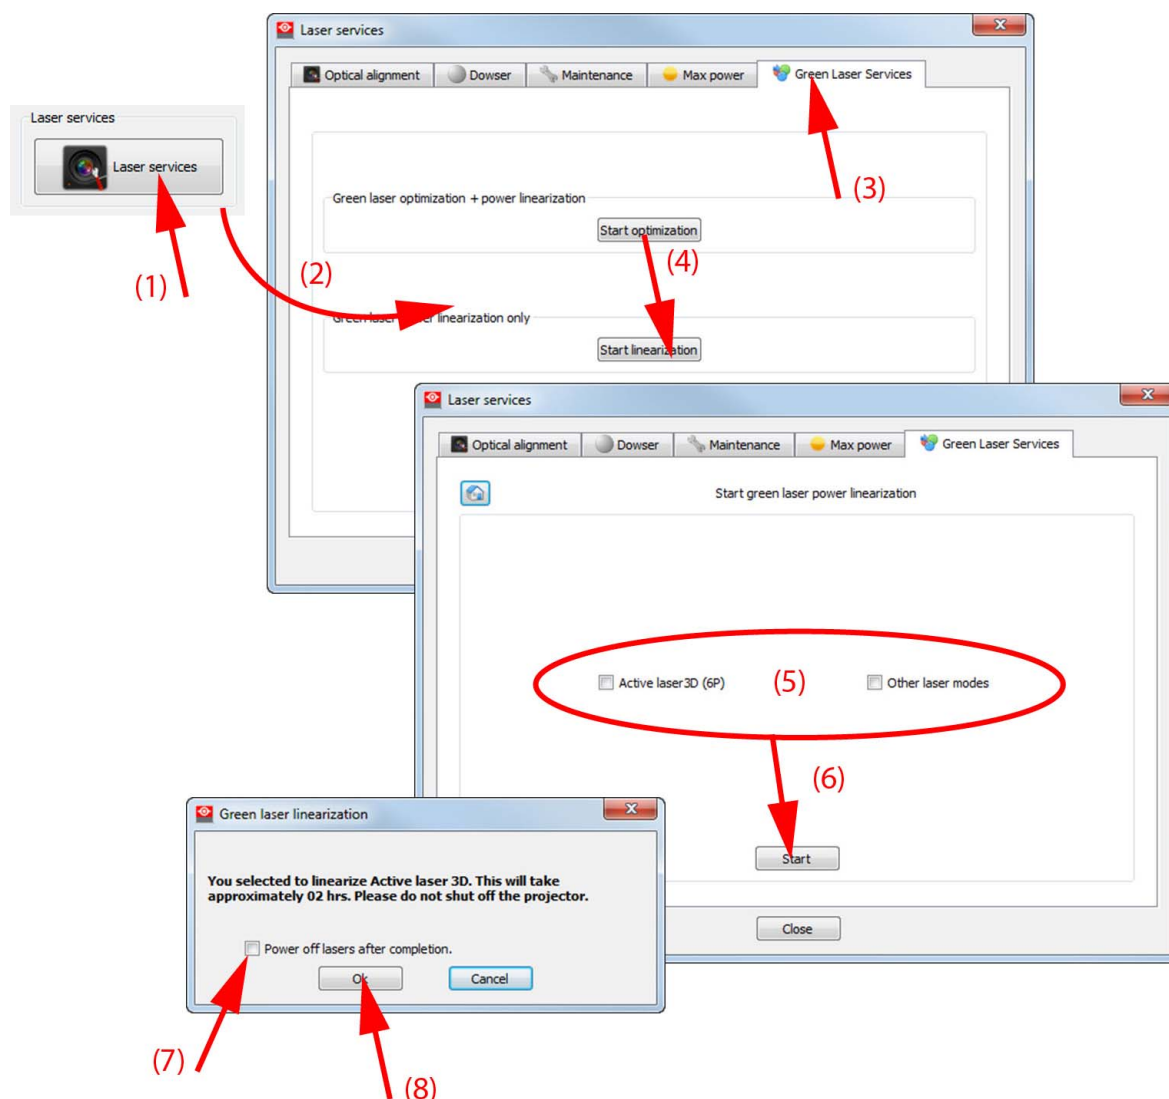 Laser services
Optical alignment
Dowser
Maintenance
Max power
Green Laser Services
Laser services
Laser services
(3)
Green laser optimization + power linearization
Start optimization
(4)
(2)
(1)
Green laser linearization only
Start linearization
Laser services
Optical alignment
Dowser
Maintenance
Max power
Green Laser Services
Start green laser power linearization
Active laser3D (6P)
(5)
Other laser modes
(6)
Green laser linearization
Start
You selected to linearize Active laser 3D. This will take
approximately 02 hrs. Please do not shut off the projector.
Close
Power off lasers after completion.
Ok
Cancel
(7)
(8)